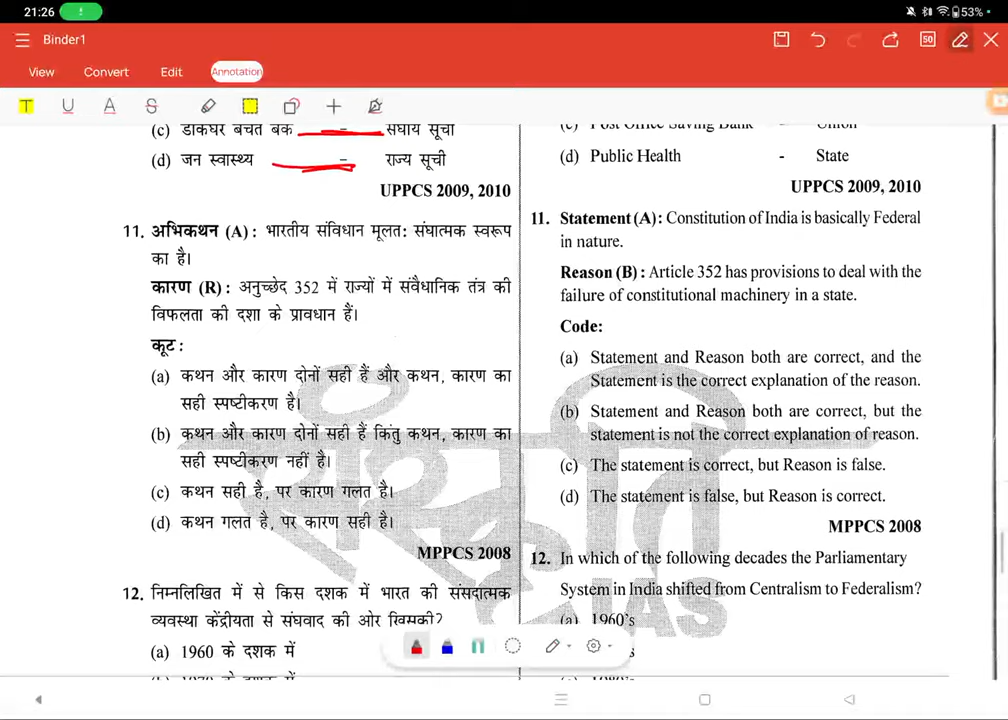 21:26
53%
Binder1
50
View Convert Edit Annotation
T U A S
(c) डाकघर बचत बैंक - संघीय सूची
(d) जन स्वास्थ्य - राज्य सूची
UPPCS 2009, 2010
11. अभिकथन (A) : भारतीय संविधान मूलत: संघात्मक स्वरूप
का है।
कारण (R) : अनुच्छेद 352 में राज्यों में संवैधानिक तंत्र की
विफलता की दशा के प्रावधान हैं।
कूट :
(a) कथन और कारण दोनों सही हैं और कथन, कारण का
सही स्पष्टीकरण है।
(b) कथन और कारण दोनों सही हैं किंतु कथन, कारण का
सही स्पष्टीकरण नहीं है।
(c) कथन सही है, पर कारण गलत है।
(d) कथन गलत है, पर कारण सही है।
MPPCS 2008
12. निम्नलिखित में से किस दशक में भारत की संसदात्मक
व्यवस्था केंद्रीयता से संघवाद की ओर खिसकी?
(a) 1960 के दशक में
(c) Post Office Saving Bank - Union
(d) Public Health - State
UPPCS 2009, 2010
11. Statement (A) : Constitution of India is basically Federal
in nature.
Reason (B) : Article 352 has provisions to deal with the
failure of constitutional machinery in a state.
Code:
(a) Statement and Reason both are correct, and the
Statement is the correct explanation of the reason.
(b) Statement and Reason both are correct, but the
statement is not the correct explanation of reason.
(c) The statement is correct, but Reason is false.
(d) The statement is false, but Reason is correct.
MPPCS 2008
12. In which of the following decades the Parliamentary
System in India shifted from Centralism to Federalism?
(a) 1960's
संस्कृति
IAS